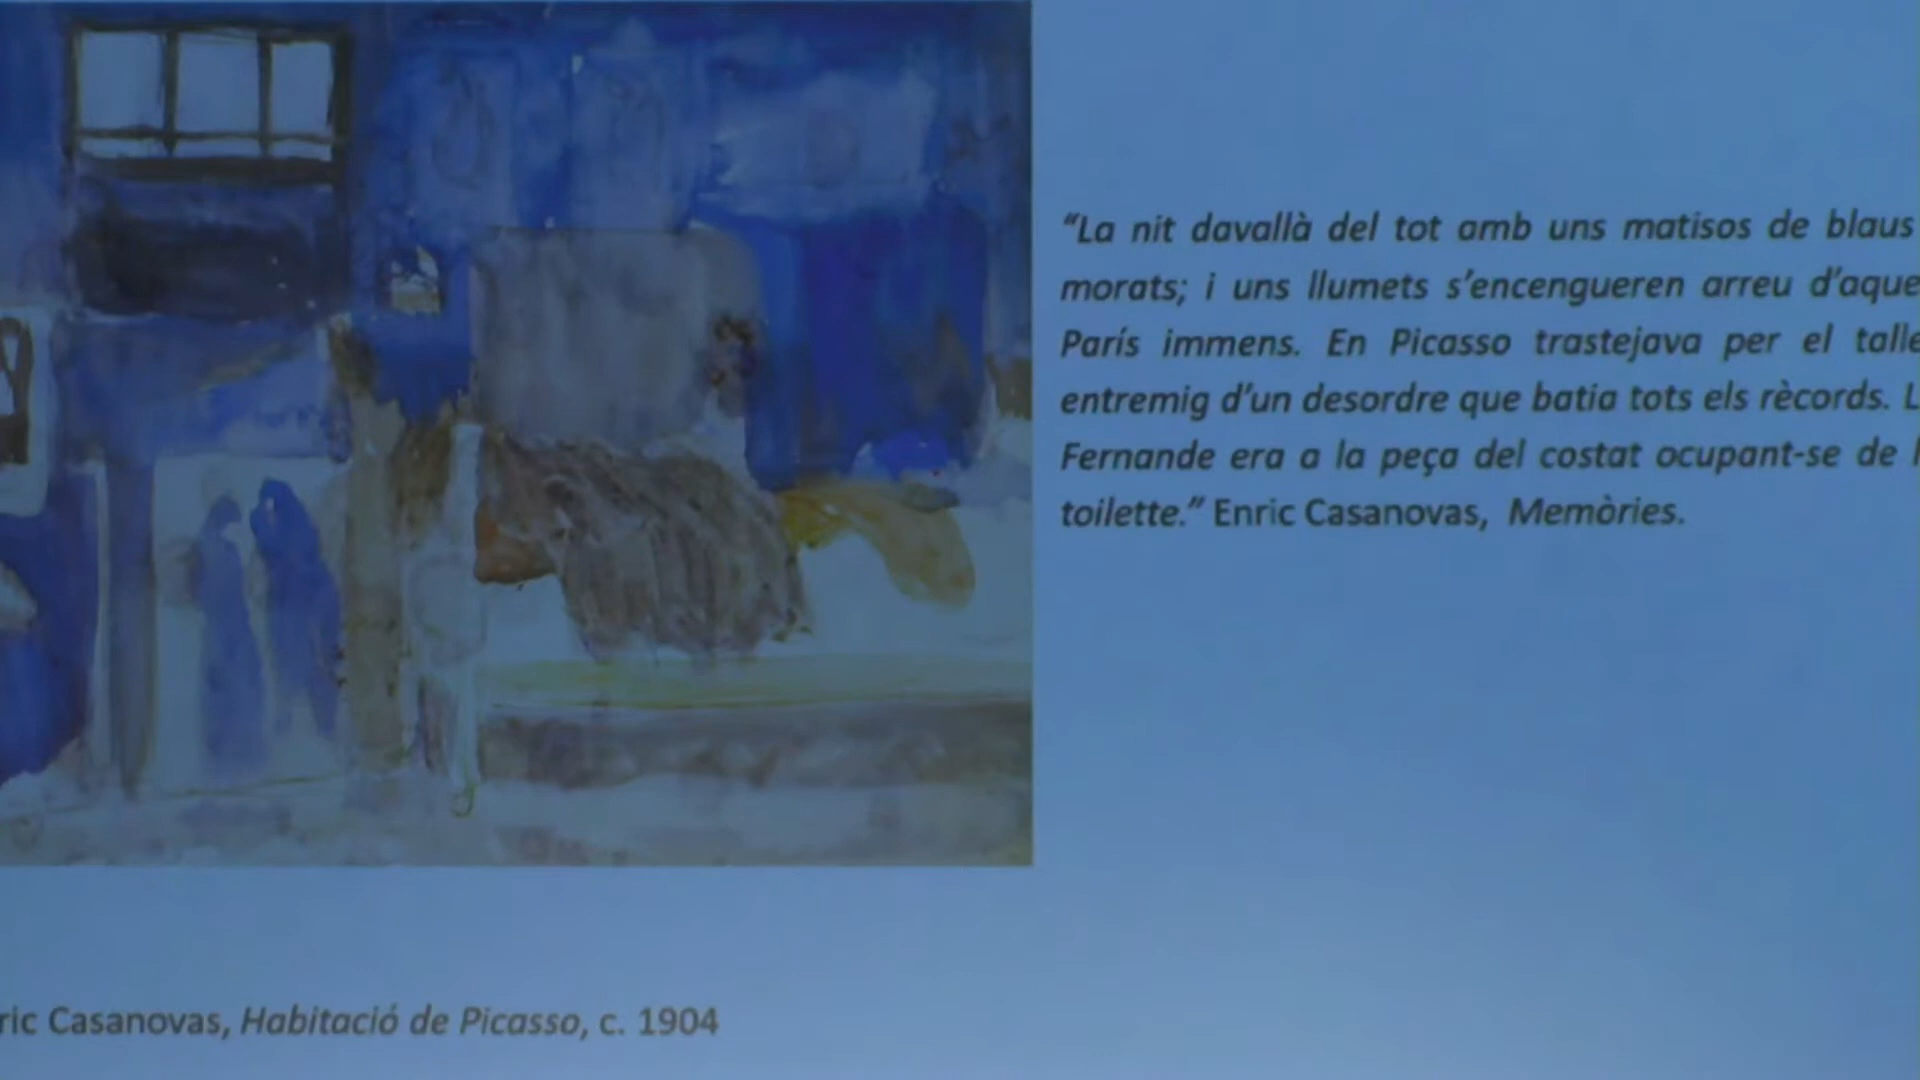 “La nit davallà del tot amb uns matisos de blaus
morats; i uns llumets s’encengueren arreu d’aque
París immens. En Picasso trastejava per el talle
entremig d’un desordre que batia tots els rècords. L
Fernande era a la peça del costat ocupant-se de
toilette.” Enric Casanovas, Memòries.
ric Casanovas, Habitació de Picasso, c. 1904